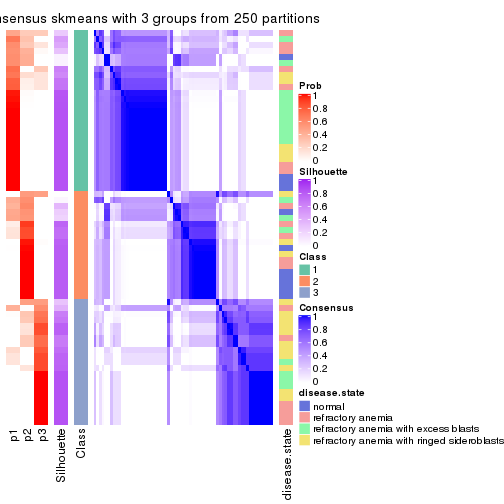 nsensus skmeans with 3 groups from 250 partitions
Prob
1
0.8
0.6
0.4
0.2
0
Silhouette
1
0.8
0.6
0.4
0.2
0
Class
1
2
3
Consensus
1
0.8
0.6
0.4
0.2
0
disease.state
normal
refractory anemia
refractory anemia with excess blasts
refractory anemia with ringed sideroblasts
p1
p2
p3
Silhouette
Class
disease.state